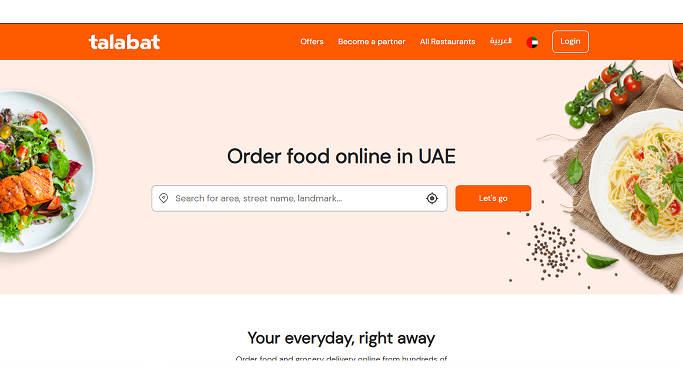 talabat
Offers
Become a partner
All Restaurants
العربية
Login
Order food online in UAE
Search for area, street name, landmark...
Let's go
Your everyday, right away
Order food and grocery delivery online from hundreds of